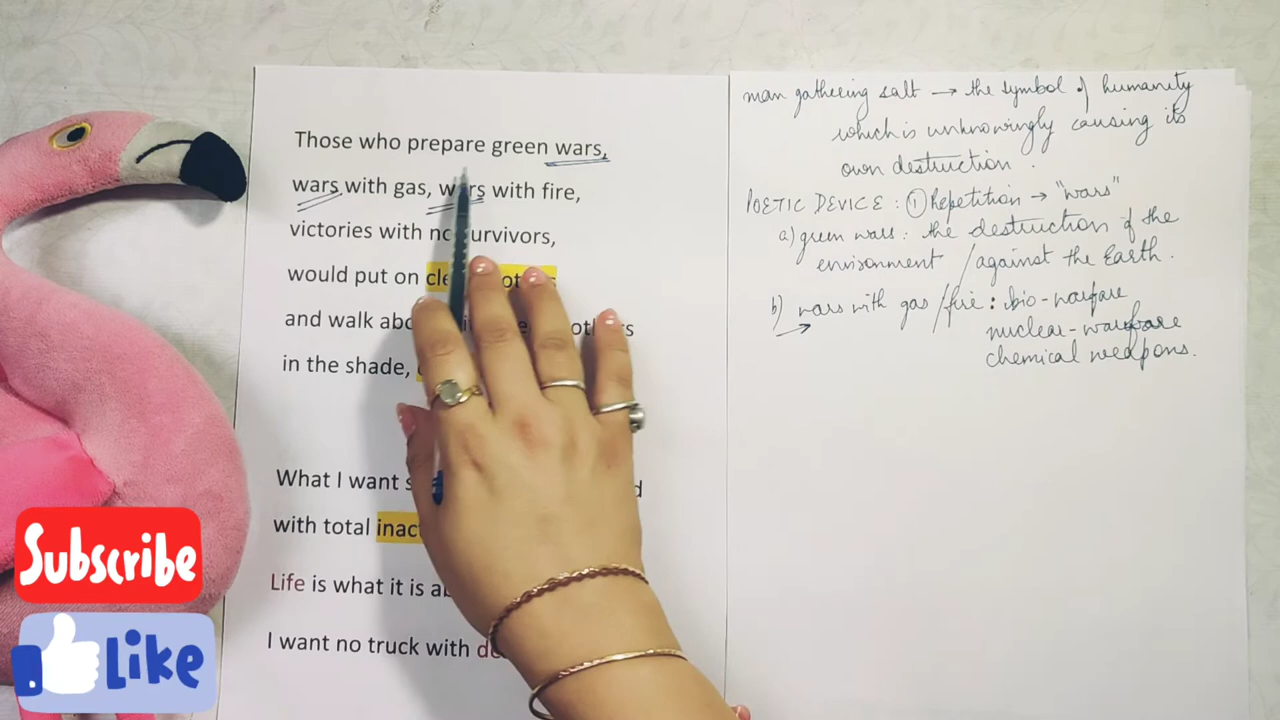 Those who prepare green wars,
wars with gas, wars with fire,
victories with no survivors,
would put on
and walk
in the shade,
What I want
with total
Life is what it is
I want no truck with
man gathering salt → the symbol of humanity
which is unknowingly causing its
own destruction.
POETIC DEVICE: ① Repetition → "wars"
a) green wars: the destruction of the
environment / against the Earth.
b) wars with gas/fire: bio-warfare
nuclear-warfare
chemical weapons.
Subscribe
Like